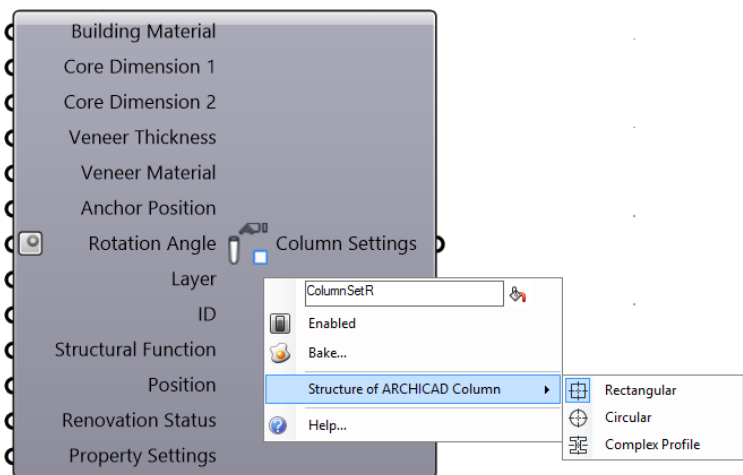 Building Material
Core Dimension 1
Core Dimension 2
Veneer Thickness
Veneer Material
Anchor Position
Rotation Angle
Column Settings
Layer
ID
Structural Function
Position
Renovation Status
Property Settings
ColumnSetR
Enabled
Bake...
Structure of ARCHICAD Column
Help...
Rectangular
Circular
Complex Profile